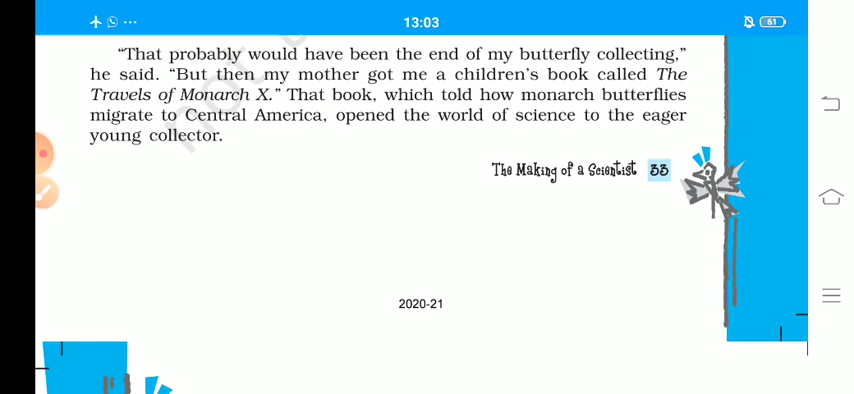 13:03
61
“That probably would have been the end of my butterfly collecting,”
he said. “But then my mother got me a children’s book called The
Travels of Monarch X.” That book, which told how monarch butterflies
migrate to Central America, opened the world of science to the eager
young collector.
The Making of a Scientist 33
2020-21